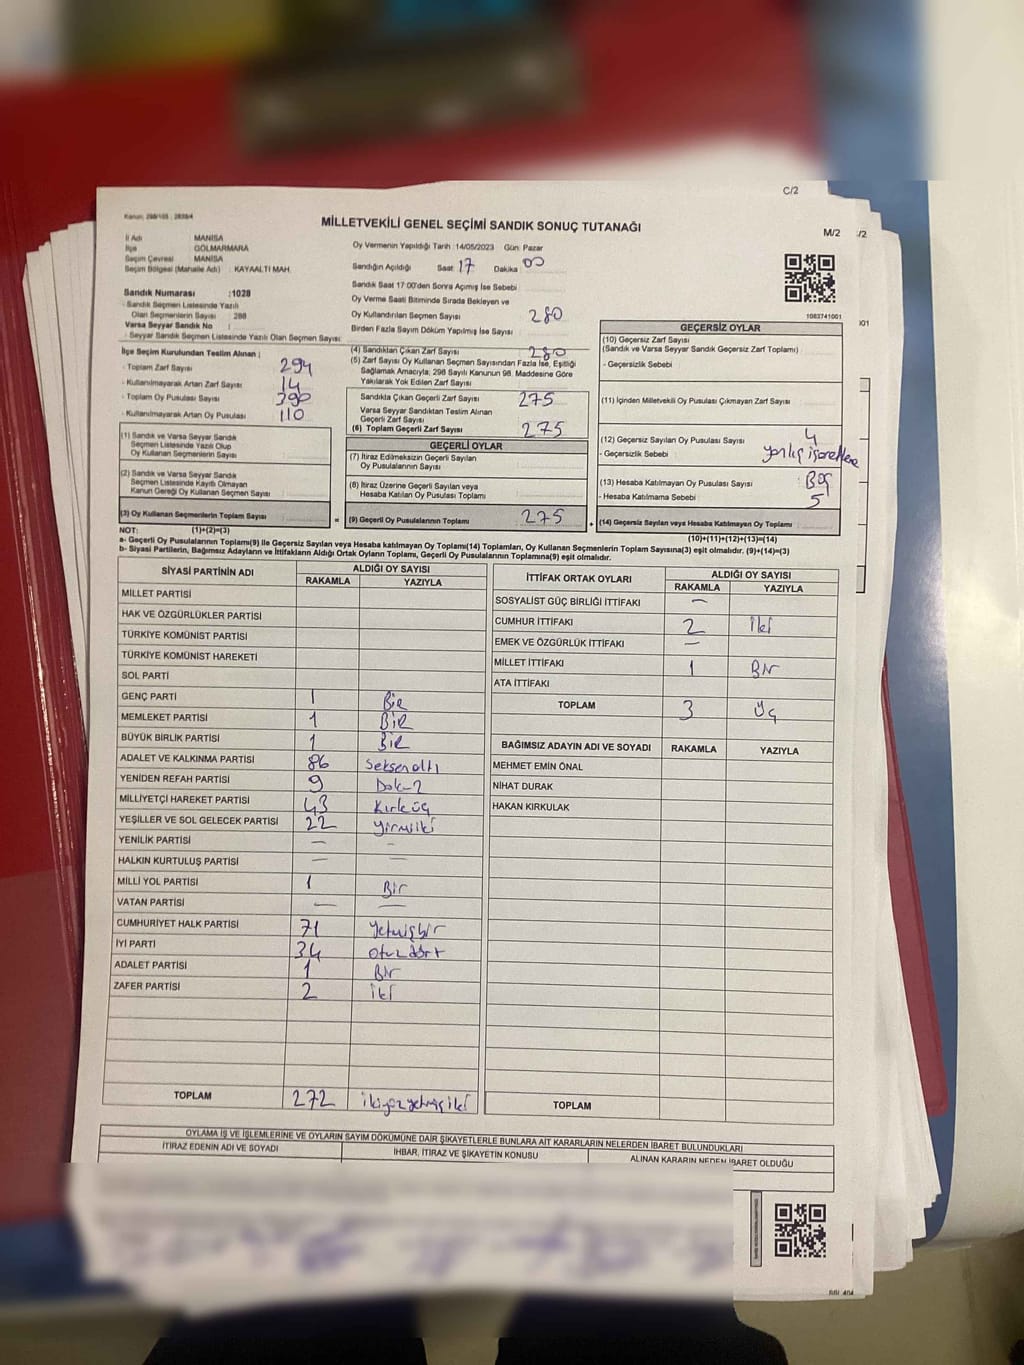 C/2
Kanun: 298/105 : 2839/4
MİLLETVEKİLİ GENEL SEÇİMİ SANDIK SONUÇ TUTANAĞI
M/2
/2
İl Adı : MANİSA
İlçe : GÖLMARMARA
Seçim Çevresi : MANİSA
Seçim Bölgesi (Mahalle Adı) : KAYAALTI MAH.
Oy Vermenin Yapıldığı Tarih :14/05/2023 Gün: Pazar
Sandığın Açıldığı Saat 17 Dakika 00
Sandık Saat 17:00'den Sonra Açılmış İse Sebebi
Oy Verme Saati Bitiminde Sırada Bekleyen ve
Oy Kullandırılan Seçmen Sayısı 280
Birden Fazla Sayım Döküm Yapılmış İse Sayısı
1083741001
Sandık Numarası :1028
- Sandık Seçmen Listesinde Yazılı
Olan Seçmenlerin Sayısı : 288
Varsa Seyyar Sandık No
- Seyyar Sandık Seçmen Listesinde Yazılı Olan Seçmen Sayısı:
İlçe Seçim Kurulundan Teslim Alınan ;
- Toplam Zarf Sayısı 294
- Kullanılmayarak Artan Zarf Sayısı 14
- Toplam Oy Pusulası Sayısı 390
- Kullanılmayarak Artan Oy Pusulası 110
(1) Sandık ve Varsa Seyyar Sandık
Seçmen Listesinde Yazılı Olup
Oy Kullanan Seçmenlerin Sayısı
(2) Sandık ve Varsa Seyyar Sandık
Seçmen Listesinde Kayıtlı Olmayan
Kanun Gereği Oy Kullanan Seçmen Sayısı
(3) Oy Kullanan Seçmenlerin Toplam Sayısı
(4) Sandıktan Çıkan Zarf Sayısı 280
(5) Zarf Sayısı Oy Kullanan Seçmen Sayısından Fazla İse, Eşitliği
Sağlamak Amacıyla; 298 Sayılı Kanunun 98. Maddesine Göre
Yakılarak Yok Edilen Zarf Sayısı
Sandıkla Çıkan Geçerli Zarf Sayısı 275
Varsa Seyyar Sandıktan Teslim Alınan
Geçerli Zarf Sayısı
(6) Toplam Geçerli Zarf Sayısı 275
GEÇERLİ OYLAR
(7) İtiraz Edilmeksizin Geçerli Sayılan
Oy Pusulalarının Sayısı
(8) İtiraz Üzerine Geçerli Sayılan veya
Hesaba Katılan Oy Pusulası Toplamı
= (9) Geçerli Oy Pusulalarının Toplamı 275 +
GEÇERSİZ OYLAR
(10) Geçersiz Zarf Sayısı
(Sandık ve Varsa Seyyar Sandık Geçersiz Zarf Toplamı)
- Geçersizlik Sebebi
(11) İçinden Milletvekili Oy Pusulası Çıkmayan Zarf Sayısı
(12) Geçersiz Sayılan Oy Pusulası Sayısı 4
- Geçersizlik Sebebi yanlış işaretleme
(13) Hesaba Katılmayan Oy Pusulası Sayısı Boş
- Hesaba Katılmama Sebebi 5
(14) Geçersiz Sayılan veya Hesaba Katılmayan Oy Toplamı
NOT: (1)+(2)=(3) (10)+(11)+(12)+(13)=(14)
a- Geçerli Oy Pusulalarının Toplamı(9) ile Geçersiz Sayılan veya Hesaba Katılmayan Oy Toplamı(14) Toplamları, Oy Kullanan Seçmenlerin Toplam Sayısına(3) eşit olmalıdır. (9)+(14)=(3)
b- Siyasi Partilerin, Bağımsız Adayların ve İttifakların Aldığı Ortak Oyların Toplamı, Geçerli Oy Pusulalarının Toplamına(9) eşit olmalıdır.
SİYASİ PARTİNİN ADI ALDIĞI OY SAYISI
RAKAMLA YAZIYLA
MİLLET PARTİSİ
HAK VE ÖZGÜRLÜKLER PARTİSİ
TÜRKİYE KOMÜNİST PARTİSİ
TÜRKİYE KOMÜNİST HAREKETİ
SOL PARTİ
GENÇ PARTİ 1 Bir
MEMLEKET PARTİSİ 1 Bir
BÜYÜK BİRLİK PARTİSİ 1 Bir
ADALET VE KALKINMA PARTİSİ 86 Seksenaltı
YENİDEN REFAH PARTİSİ 9 Dokuz
MİLLİYETÇİ HAREKET PARTİSİ 43 Kırküç
YEŞİLLER VE SOL GELECEK PARTİSİ 22 yirmiiki
YENİLİK PARTİSİ — –
HALKIN KURTULUŞ PARTİSİ — —
MİLLİ YOL PARTİSİ 1 Bir
VATAN PARTİSİ — —
CUMHURİYET HALK PARTİSİ 71 yetmişbir
İYİ PARTİ 34 otuzdört
ADALET PARTİSİ 1 Bir
ZAFER PARTİSİ 2 iki
TOPLAM 272 ikiyüzyetmişiki
İTTİFAK ORTAK OYLARI ALDIĞI OY SAYISI
RAKAMLA YAZIYLA
SOSYALİST GÜÇ BİRLİĞİ İTTİFAKI —
CUMHUR İTTİFAKI 2 iki
EMEK VE ÖZGÜRLÜK İTTİFAKI —
MİLLET İTTİFAKI 1 Bir
ATA İTTİFAKI
TOPLAM 3 üç
BAĞIMSIZ ADAYIN ADI VE SOYADI RAKAMLA YAZIYLA
MEHMET EMİN ÖNAL
NİHAT DURAK
HAKAN KIRKULAK
TOPLAM
OYLAMA İŞ VE İŞLEMLERİNE VE OYLARIN SAYIM DÖKÜMÜNE DAİR ŞİKAYETLERLE BUNLARA AİT KARARLARIN NELERDEN İBARET BULUNDUKLARI
İTİRAZ EDENİN ADI VE SOYADI İHBAR, İTİRAZ VE ŞİKAYETİN KONUSU ALINAN KARARIN NEDEN İBARET OLDUĞU